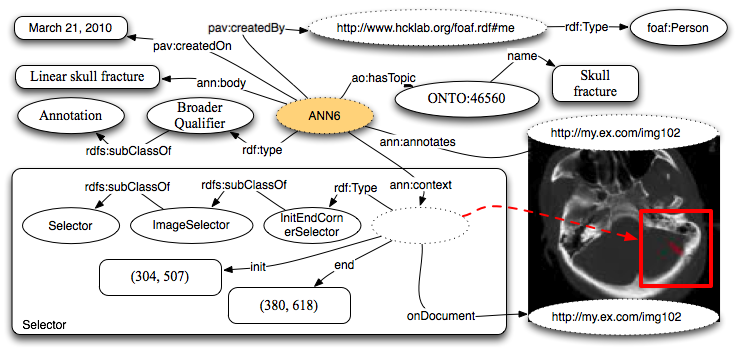 March 21, 2010
pav:createdOn
pav:createdBy
http://www.hcklab.org/foaf.rdf#me
rdf:Type
foaf:Person
Linear skull fracture
ann:body
ao:hasTopic
name
Skull
fracture
ONTO:46560
Annotation
Broader
Qualifier
ANN6
rdfs:subClassOf
rdf:type
ann:annotates
http://my.ex.com/img102
ann:context
rdfs:subClassOf
rdfs:subClassOf
rdf:Type
Selector
ImageSelector
InitEndCorn
erSelector
init
(304, 507)
end
(380, 618)
onDocument
http://my.ex.com/img102
Selector